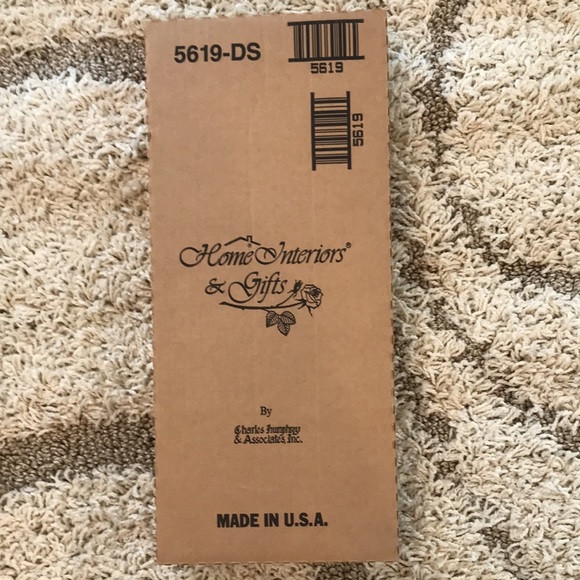 5619-DS
5619
5619
Home Interiors®
& Gifts
By
Charles Humphrey
& Associates, Inc.
MADE IN U.S.A.